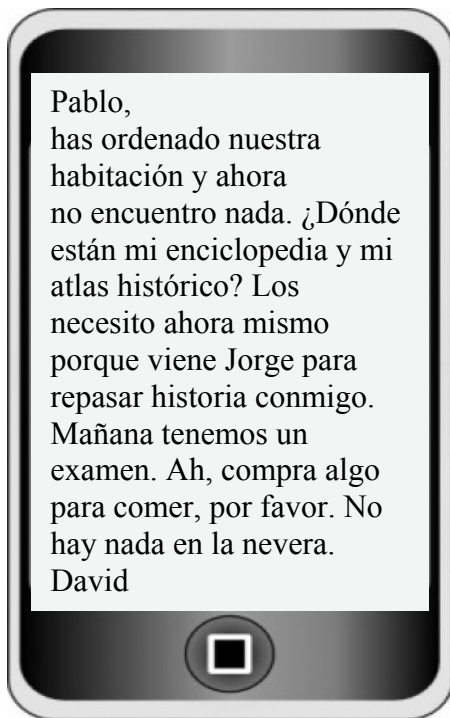 Pablo,
has ordenado nuestra
habitación y ahora
no encuentro nada. ¿Dónde
están mi enciclopedia y mi
atlas histórico? Los
necesito ahora mismo
porque viene Jorge para
repasar historia conmigo.
Mañana tenemos un
examen. Ah, compra algo
para comer, por favor. No
hay nada en la nevera.
David